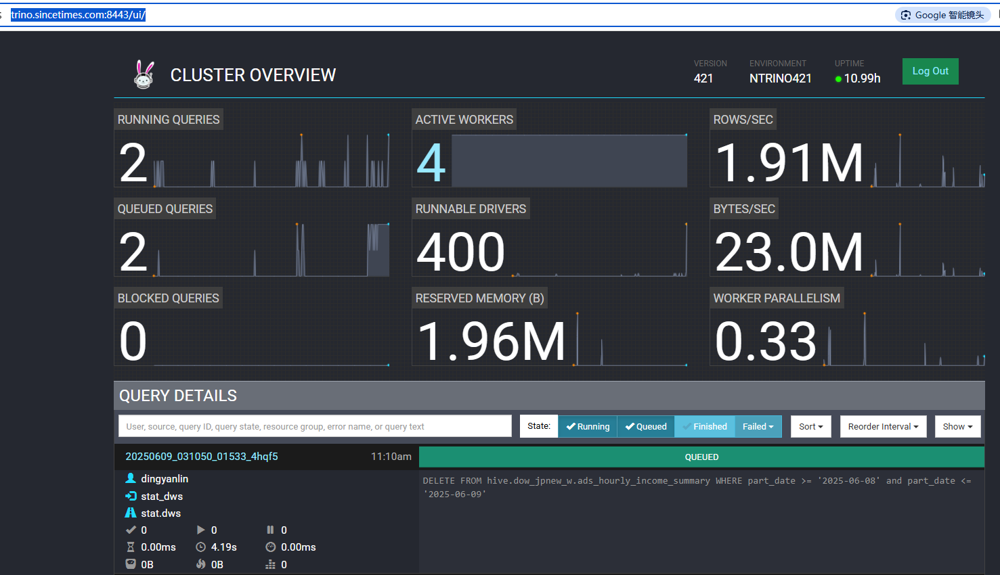 trino.sincetimes.com:8443/ui/
Google 智能镜头
CLUSTER OVERVIEW
VERSION
421
ENVIRONMENT
NTRINO421
UPTIME
10.99h
Log Out
RUNNING QUERIES
2
ACTIVE WORKERS
4
ROWS/SEC
1.91M
QUEUED QUERIES
2
RUNNABLE DRIVERS
400
BYTES/SEC
23.0M
BLOCKED QUERIES
0
RESERVED MEMORY (B)
1.96M
WORKER PARALLELISM
0.33
QUERY DETAILS
User, source, query ID, query state, resource group, error name, or query text
State:
Running
Queued
Finished
Failed
Sort
Reorder Interval
Show
20250609_031050_01533_4hqf5
11:10am
QUEUED
dingyanlin
stat_dws
stat.dws
0 0 0
0.00ms 4.19s 0.00ms
0B 0B 0
DELETE FROM hive.dow_jpnew_w.ads_hourly_income_summary WHERE part_date >= '2025-06-08' and part_date <=
'2025-06-09'